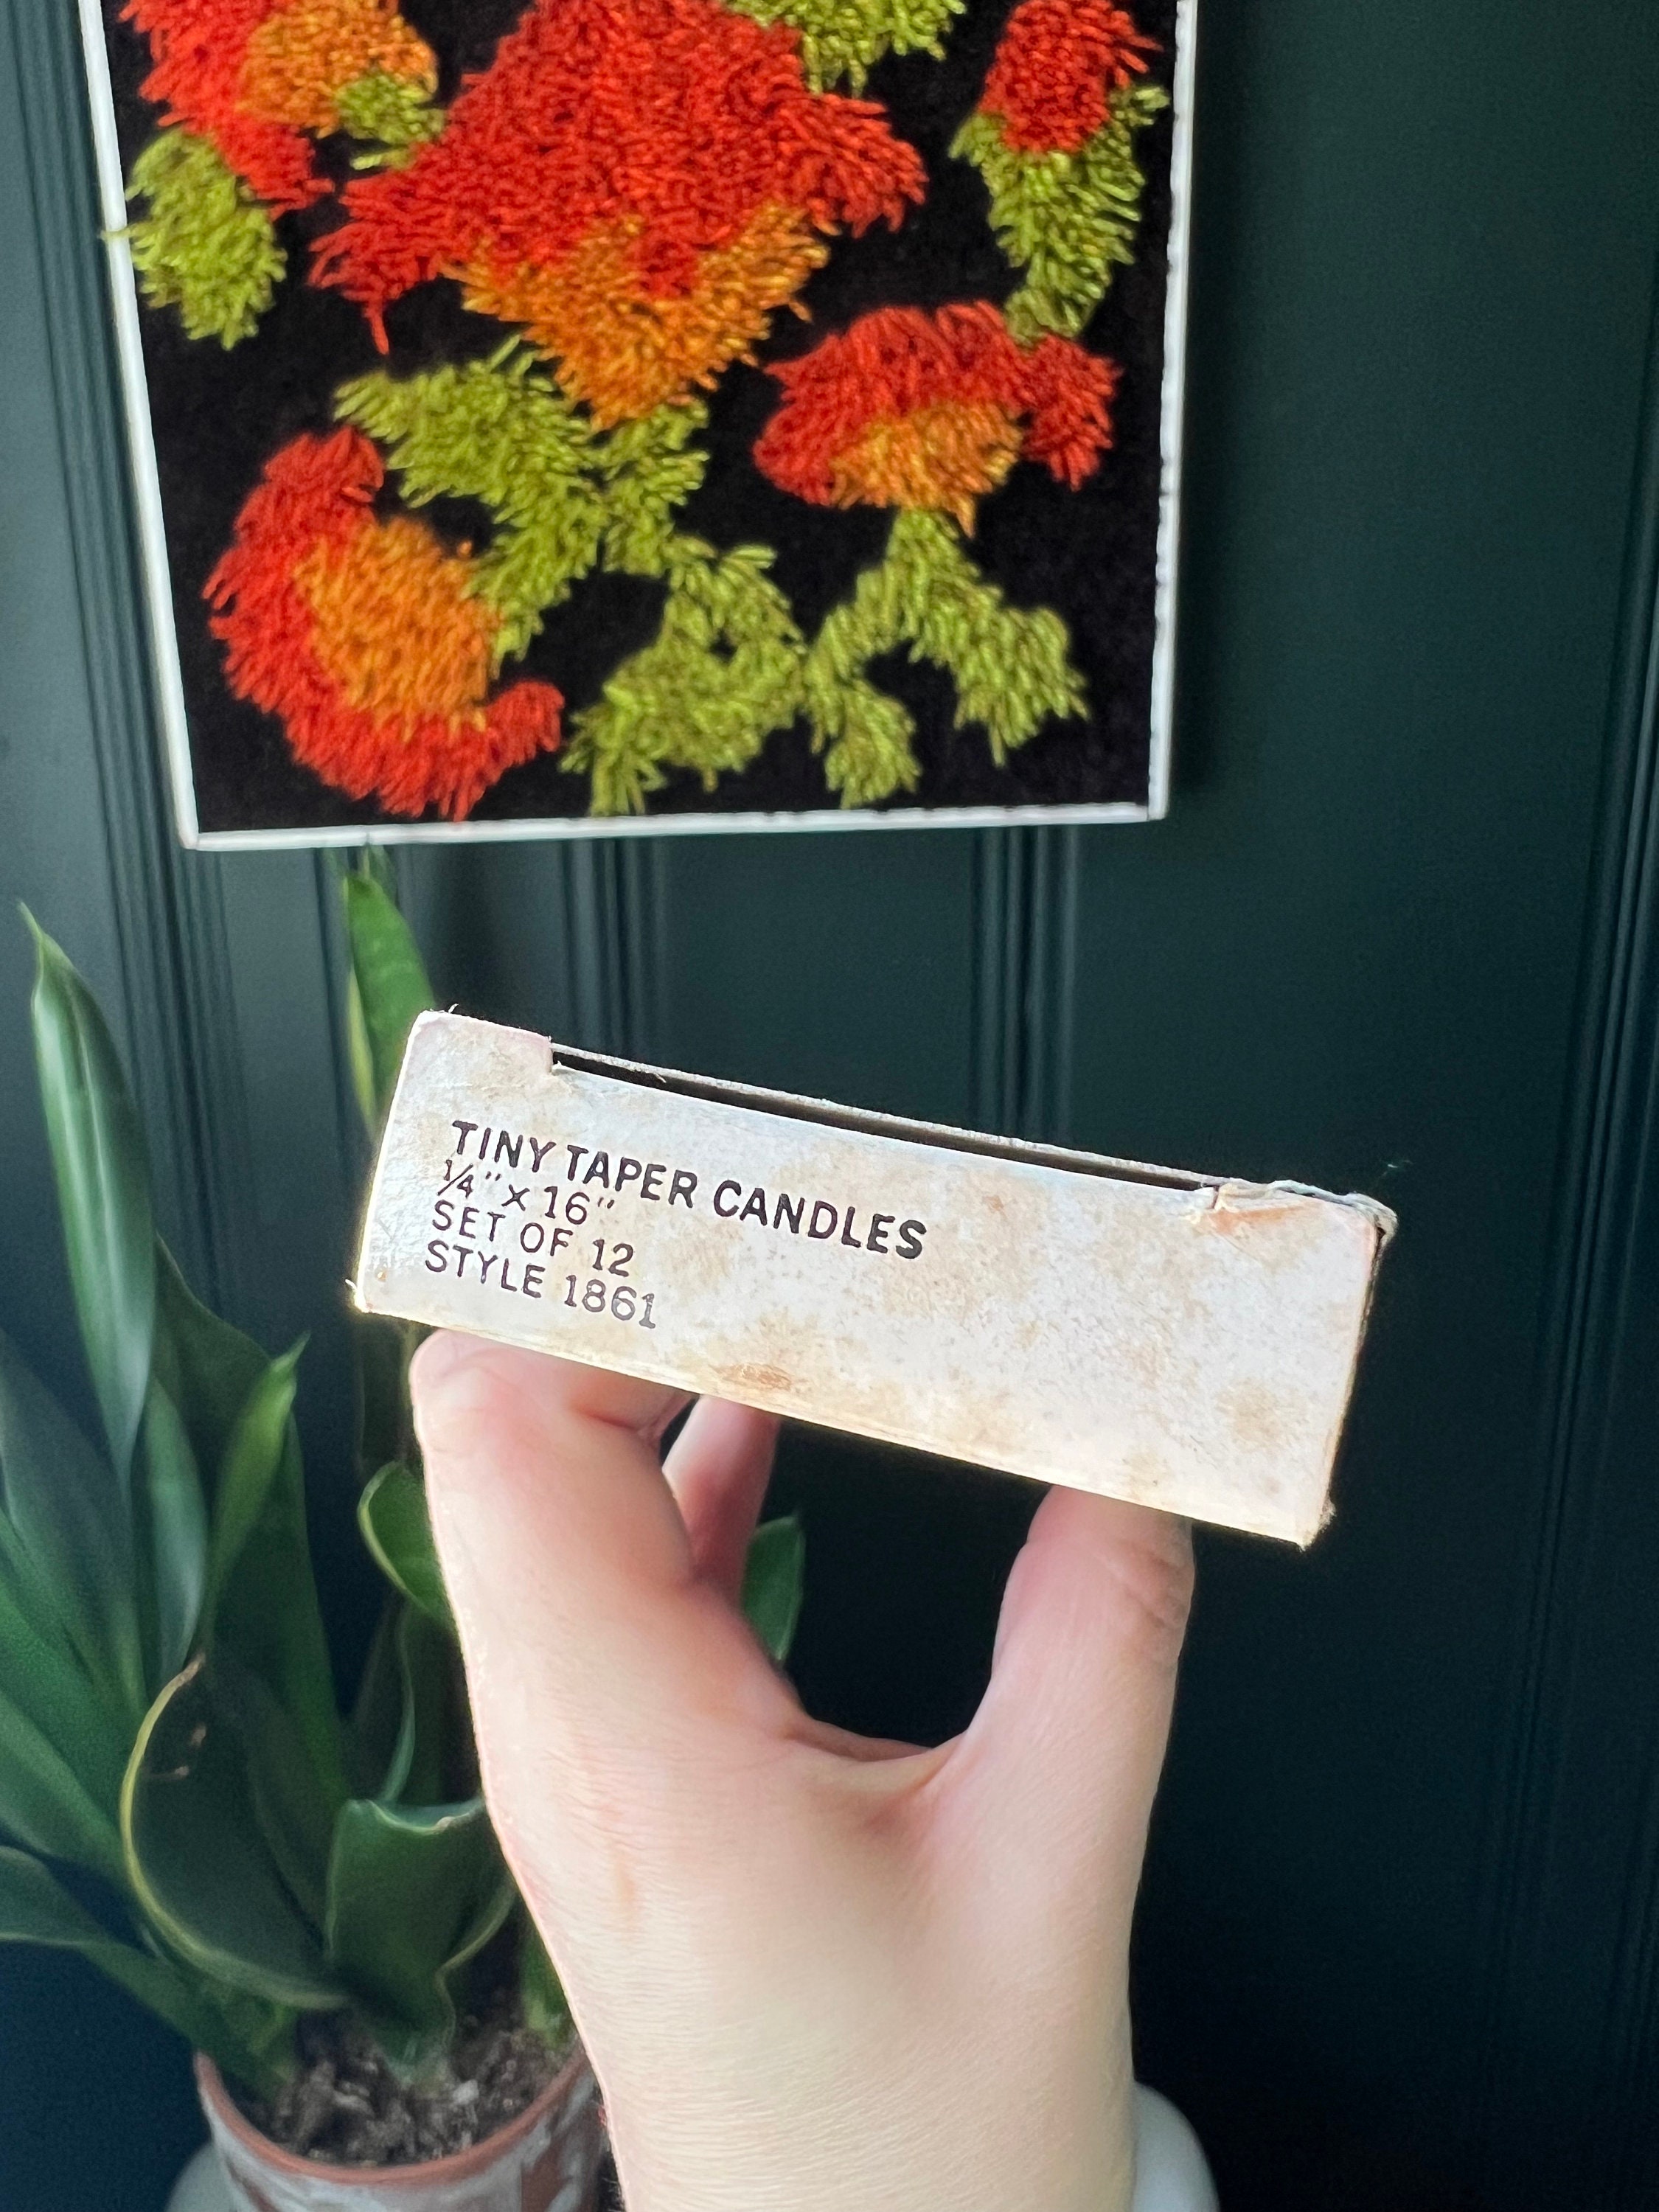 TINY TAPER CANDLES
1/4" x 16"
SET OF 12
STYLE 1861